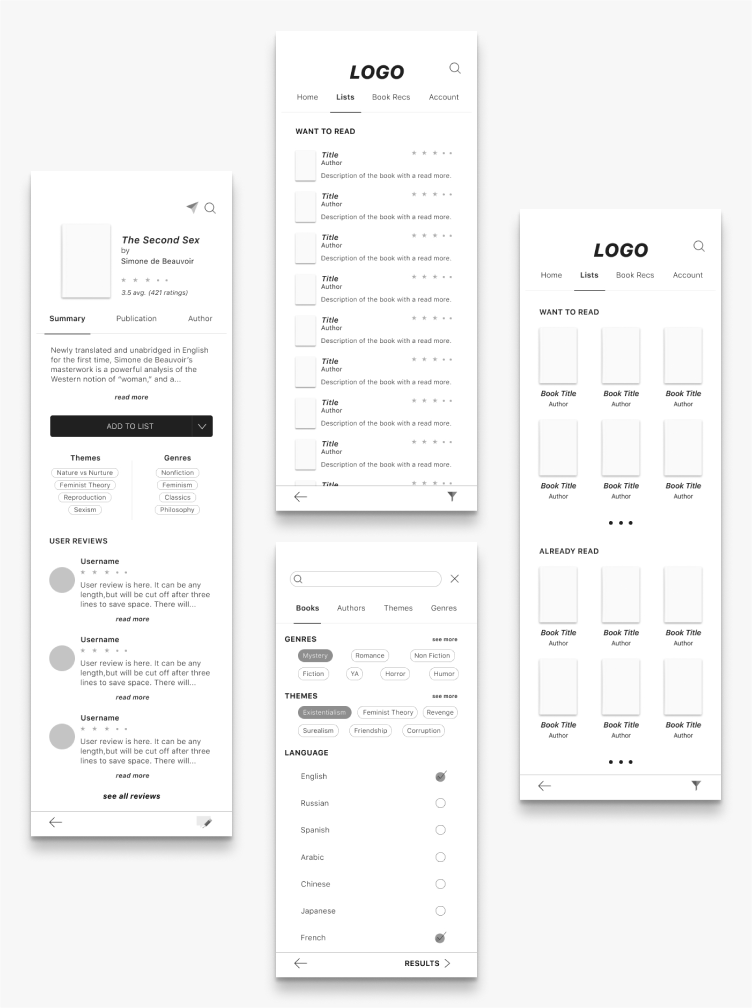 The Second Sex
by
Simone de Beauvoir
3.5 avg. (421 ratings)
Summary Publication Author
Newly translated and unabridged in English
for the first time, Simone de Beauvoir's
masterwork is a powerful analysis of the
Western notion of "woman," and a...
read more
ADD TO LIST
Themes Genres
Nature vs Nurture Nonfiction
Feminist Theory Feminism
Reproduction Classics
Sexism Philosophy
USER REVIEWS
Username
User review is here. It can be any
length,but will be cut off after three
lines to save space. There will...
read more
Username
User review is here. It can be any
length,but will be cut off after three
lines to save space. There will...
read more
Username
User review is here. It can be any
length,but will be cut off after three
lines to save space. There will...
read more
see all reviews
LOGO
Home Lists Book Recs Account
WANT TO READ
Title
Author
Description of the book with a read more.
Title
Author
Description of the book with a read more.
Title
Author
Description of the book with a read more.
Title
Author
Description of the book with a read more.
Title
Author
Description of the book with a read more.
Title
Author
Description of the book with a read more.
Title
Author
Description of the book with a read more.
Title
Author
Description of the book with a read more.
Title
Books Authors Themes Genres
GENRES see more
Mystery Romance Non Fiction
Fiction YA Horror Humor
THEMES see more
Existentialism Feminist Theory Revenge
Surealism Friendship Corruption
LANGUAGE
English
Russian
Spanish
Arabic
Chinese
Japanese
French
RESULTS
LOGO
Home Lists Book Recs Account
WANT TO READ
Book Title Book Title Book Title
Author Author Author
Book Title Book Title Book Title
Author Author Author
ALREADY READ
Book Title Book Title Book Title
Author Author Author
Book Title Book Title Book Title
Author Author Author